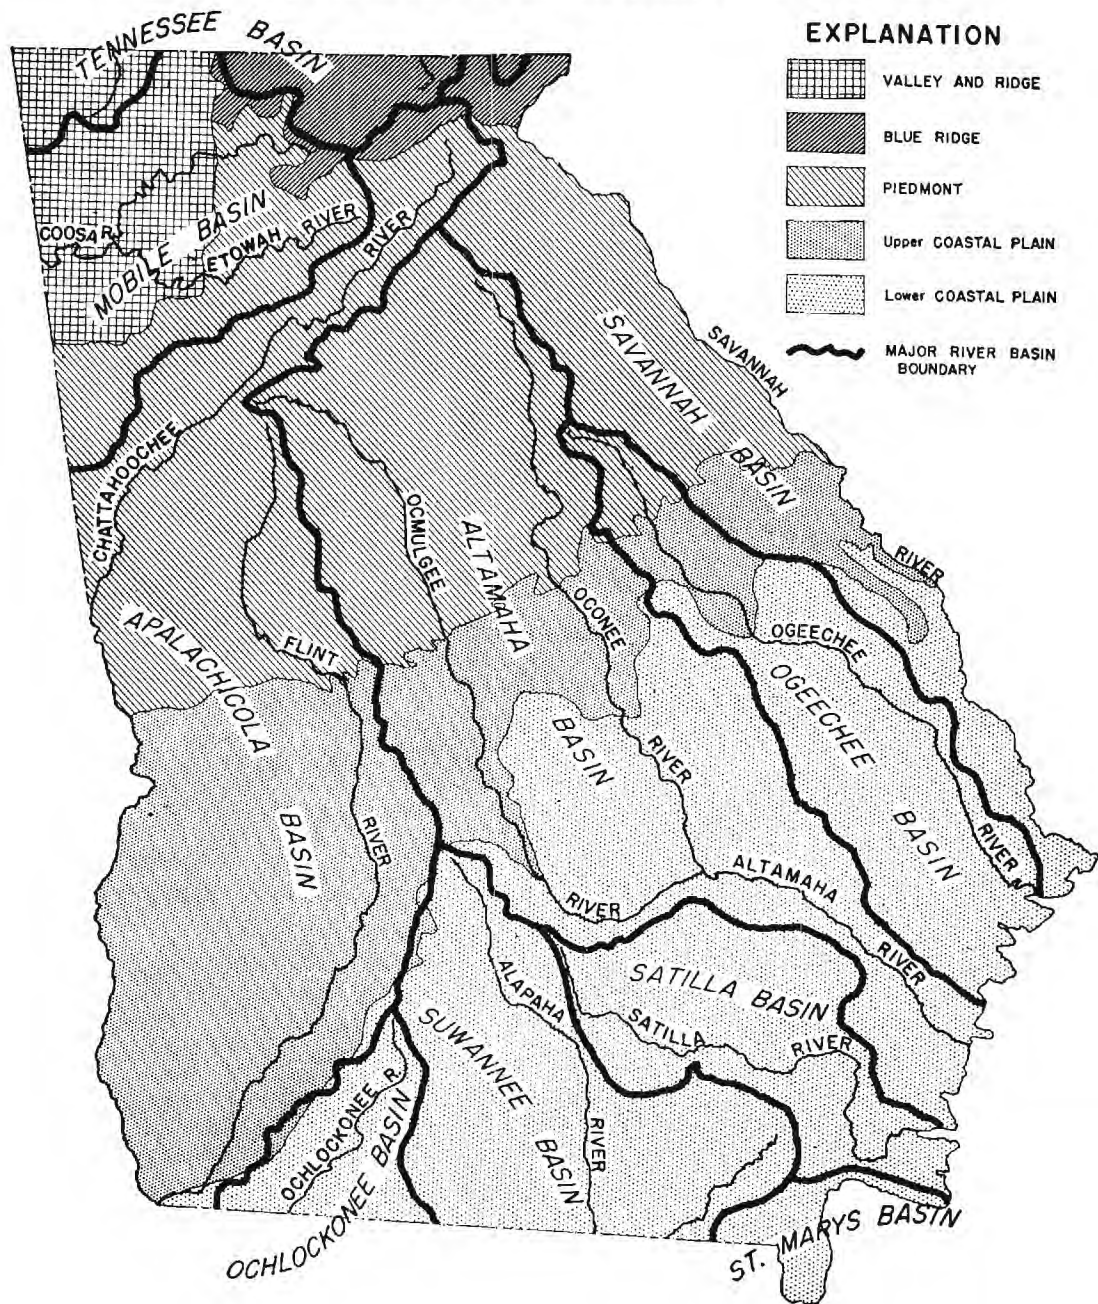 TENNESSEE BASIN
EXPLANATION
VALLEY AND RIDGE
BLUE RIDGE
PIEDMONT
Upper COASTAL PLAIN
Lower COASTAL PLAIN
MAJOR RIVER BASIN
BOUNDARY
COOSA R.
MOBILE BASIN
ETOWAH RIVER
CHATTAHOOCHEE RIVER
SAVANNAH RIVER
SAVANNAH BASIN
APALACHICOLA BASIN
FLINT RIVER
OCMULGEE RIVER
ALTAMAHA BASIN
OCONEE RIVER
OGEECHEE RIVER
OGEECHEE BASIN
ALTAMAHA RIVER
SATILLA BASIN
SATILLA RIVER
ALAPAHA RIVER
SUWANNEE BASIN
OCHLOCKONEE R.
OCHLOCKONEE BASIN
ST. MARYS BASIN